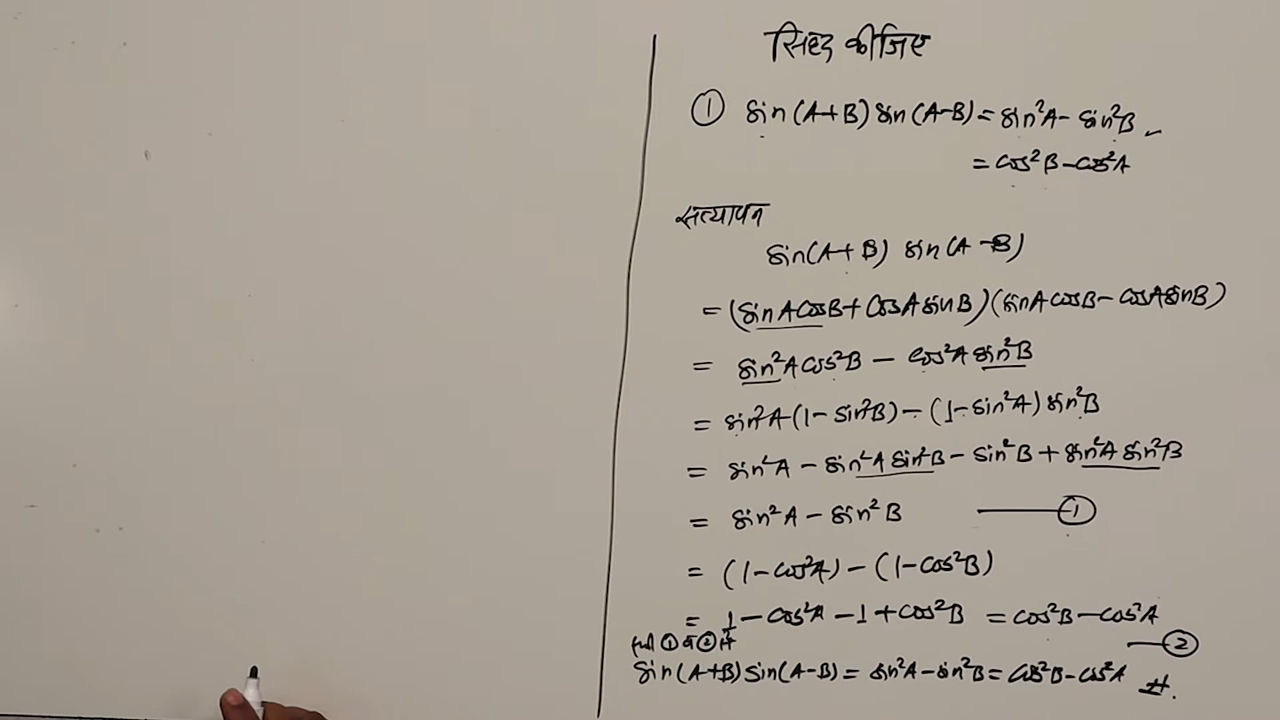 सिद्ध कीजिए
① sin(A+B) sin(A-B) = sin²A - sin²B
= cos²B - cos²A
सत्यापन
sin(A+B) sin(A-B)
= (sinA cosB + cosA sinB)(sinA cosB - cosA sinB)
= sin²A cos²B - cos²A sin²B
= sin²A(1- sin²B) - (1- sin²A) sin²B
= sin²A - sin²A sin²B - sin²B + sin²A sin²B
= sin²A - sin²B —— ①
= (1-cos²A) - (1-cos²B)
= 1 - cos²A - 1 + cos²B = cos²B - cos²A
① व ② से —— ②
sin(A+B) sin(A-B) = sin²A - sin²B = cos²B - cos²A #.